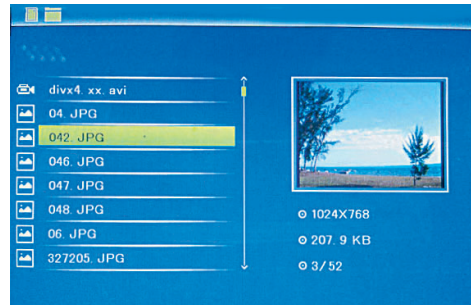 divx4. xx. avi
04. JPG
042. JPG
046. JPG
047. JPG
048. JPG
06. JPG
327205. JPG
1024X768
207. 9 KB
3/52